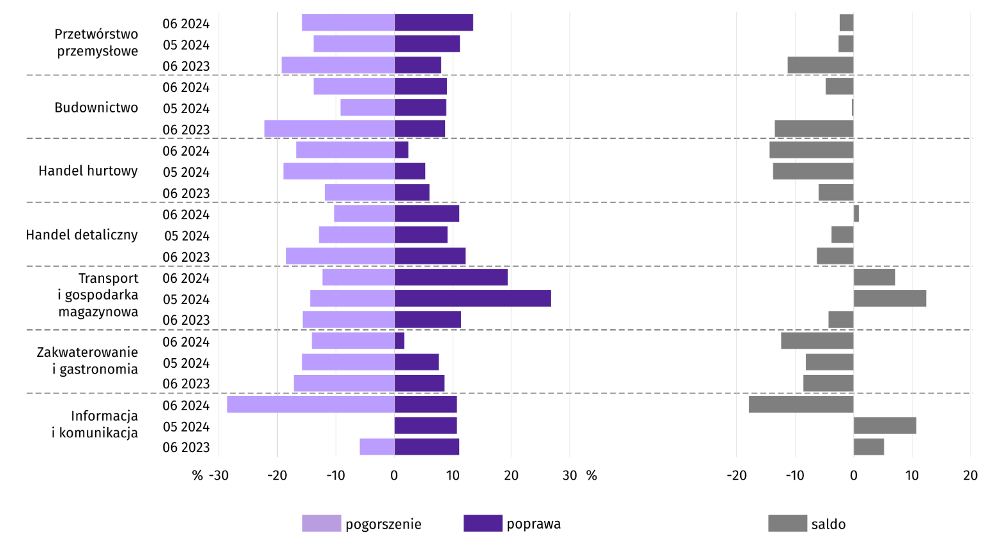 Przetwórstwo
przemysłowe
06 2024
05 2024
06 2023
Budownictwo
06 2024
05 2024
06 2023
Handel hurtowy
06 2024
05 2024
06 2023
Handel detaliczny
06 2024
05 2024
06 2023
Transport
i gospodarka
magazynowa
06 2024
05 2024
06 2023
Zakwaterowanie
i gastronomia
06 2024
05 2024
06 2023
Informacja
i komunikacja
06 2024
05 2024
06 2023
% -30 -20 -10 0 10 20 30 % -20 -10 0 10 20
pogorszenie poprawa saldo